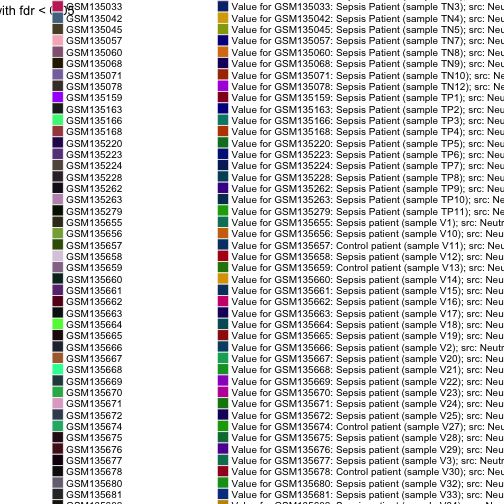 with fdr < 0.05
GSM135033 Value for GSM135033: Sepsis Patient (sample TN3); src: Neu
GSM135042 Value for GSM135042: Sepsis Patient (sample TN4); src: Neu
GSM135045 Value for GSM135045: Sepsis Patient (sample TN5); src: Neu
GSM135057 Value for GSM135057: Sepsis Patient (sample TN7); src: Neu
GSM135060 Value for GSM135060: Sepsis Patient (sample TN8); src: Neu
GSM135068 Value for GSM135068: Sepsis Patient (sample TN9); src: Neu
GSM135071 Value for GSM135071: Sepsis Patient (sample TN10); src: Ne
GSM135078 Value for GSM135078: Sepsis Patient (sample TN12); src: Ne
GSM135159 Value for GSM135159: Sepsis Patient (sample TP1); src: Neu
GSM135163 Value for GSM135163: Sepsis Patient (sample TP2); src: Neu
GSM135166 Value for GSM135166: Sepsis Patient (sample TP3); src: Neu
GSM135168 Value for GSM135168: Sepsis Patient (sample TP4); src: Neu
GSM135220 Value for GSM135220: Sepsis Patient (sample TP5); src: Neu
GSM135223 Value for GSM135223: Sepsis Patient (sample TP6); src: Neu
GSM135224 Value for GSM135224: Sepsis Patient (sample TP7); src: Neu
GSM135228 Value for GSM135228: Sepsis Patient (sample TP8); src: Neu
GSM135262 Value for GSM135262: Sepsis Patient (sample TP9); src: Neu
GSM135263 Value for GSM135263: Sepsis Patient (sample TP10); src: Ne
GSM135279 Value for GSM135279: Sepsis Patient (sample TP11); src: Ne
GSM135655 Value for GSM135655: Sepsis patient (sample V1); src: Neutr
GSM135656 Value for GSM135656: Sepsis patient (sample V10); src: Neu
GSM135657 Value for GSM135657: Control patient (sample V11); src: Neu
GSM135658 Value for GSM135658: Sepsis patient (sample V12); src: Neu
GSM135659 Value for GSM135659: Control patient (sample V13); src: Neu
GSM135660 Value for GSM135660: Sepsis patient (sample V14); src: Neu
GSM135661 Value for GSM135661: Sepsis patient (sample V15); src: Neu
GSM135662 Value for GSM135662: Sepsis patient (sample V16); src: Neu
GSM135663 Value for GSM135663: Sepsis patient (sample V17); src: Neu
GSM135664 Value for GSM135664: Sepsis patient (sample V18); src: Neu
GSM135665 Value for GSM135665: Sepsis patient (sample V19); src: Neu
GSM135666 Value for GSM135666: Sepsis patient (sample V2); src: Neutr
GSM135667 Value for GSM135667: Sepsis patient (sample V20); src: Neu
GSM135668 Value for GSM135668: Sepsis patient (sample V21); src: Neu
GSM135669 Value for GSM135669: Sepsis patient (sample V22); src: Neu
GSM135670 Value for GSM135670: Sepsis patient (sample V23); src: Neu
GSM135671 Value for GSM135671: Sepsis patient (sample V24); src: Neu
GSM135672 Value for GSM135672: Sepsis patient (sample V25); src: Neu
GSM135674 Value for GSM135674: Control patient (sample V27); src: Neu
GSM135675 Value for GSM135675: Sepsis patient (sample V28); src: Neu
GSM135676 Value for GSM135676: Sepsis patient (sample V29); src: Neu
GSM135677 Value for GSM135677: Sepsis patient (sample V3); src: Neutr
GSM135678 Value for GSM135678: Control patient (sample V30); src: Neu
GSM135680 Value for GSM135680: Sepsis patient (sample V32); src: Neu
GSM135681 Value for GSM135681: Sepsis patient (sample V33); src: Neu